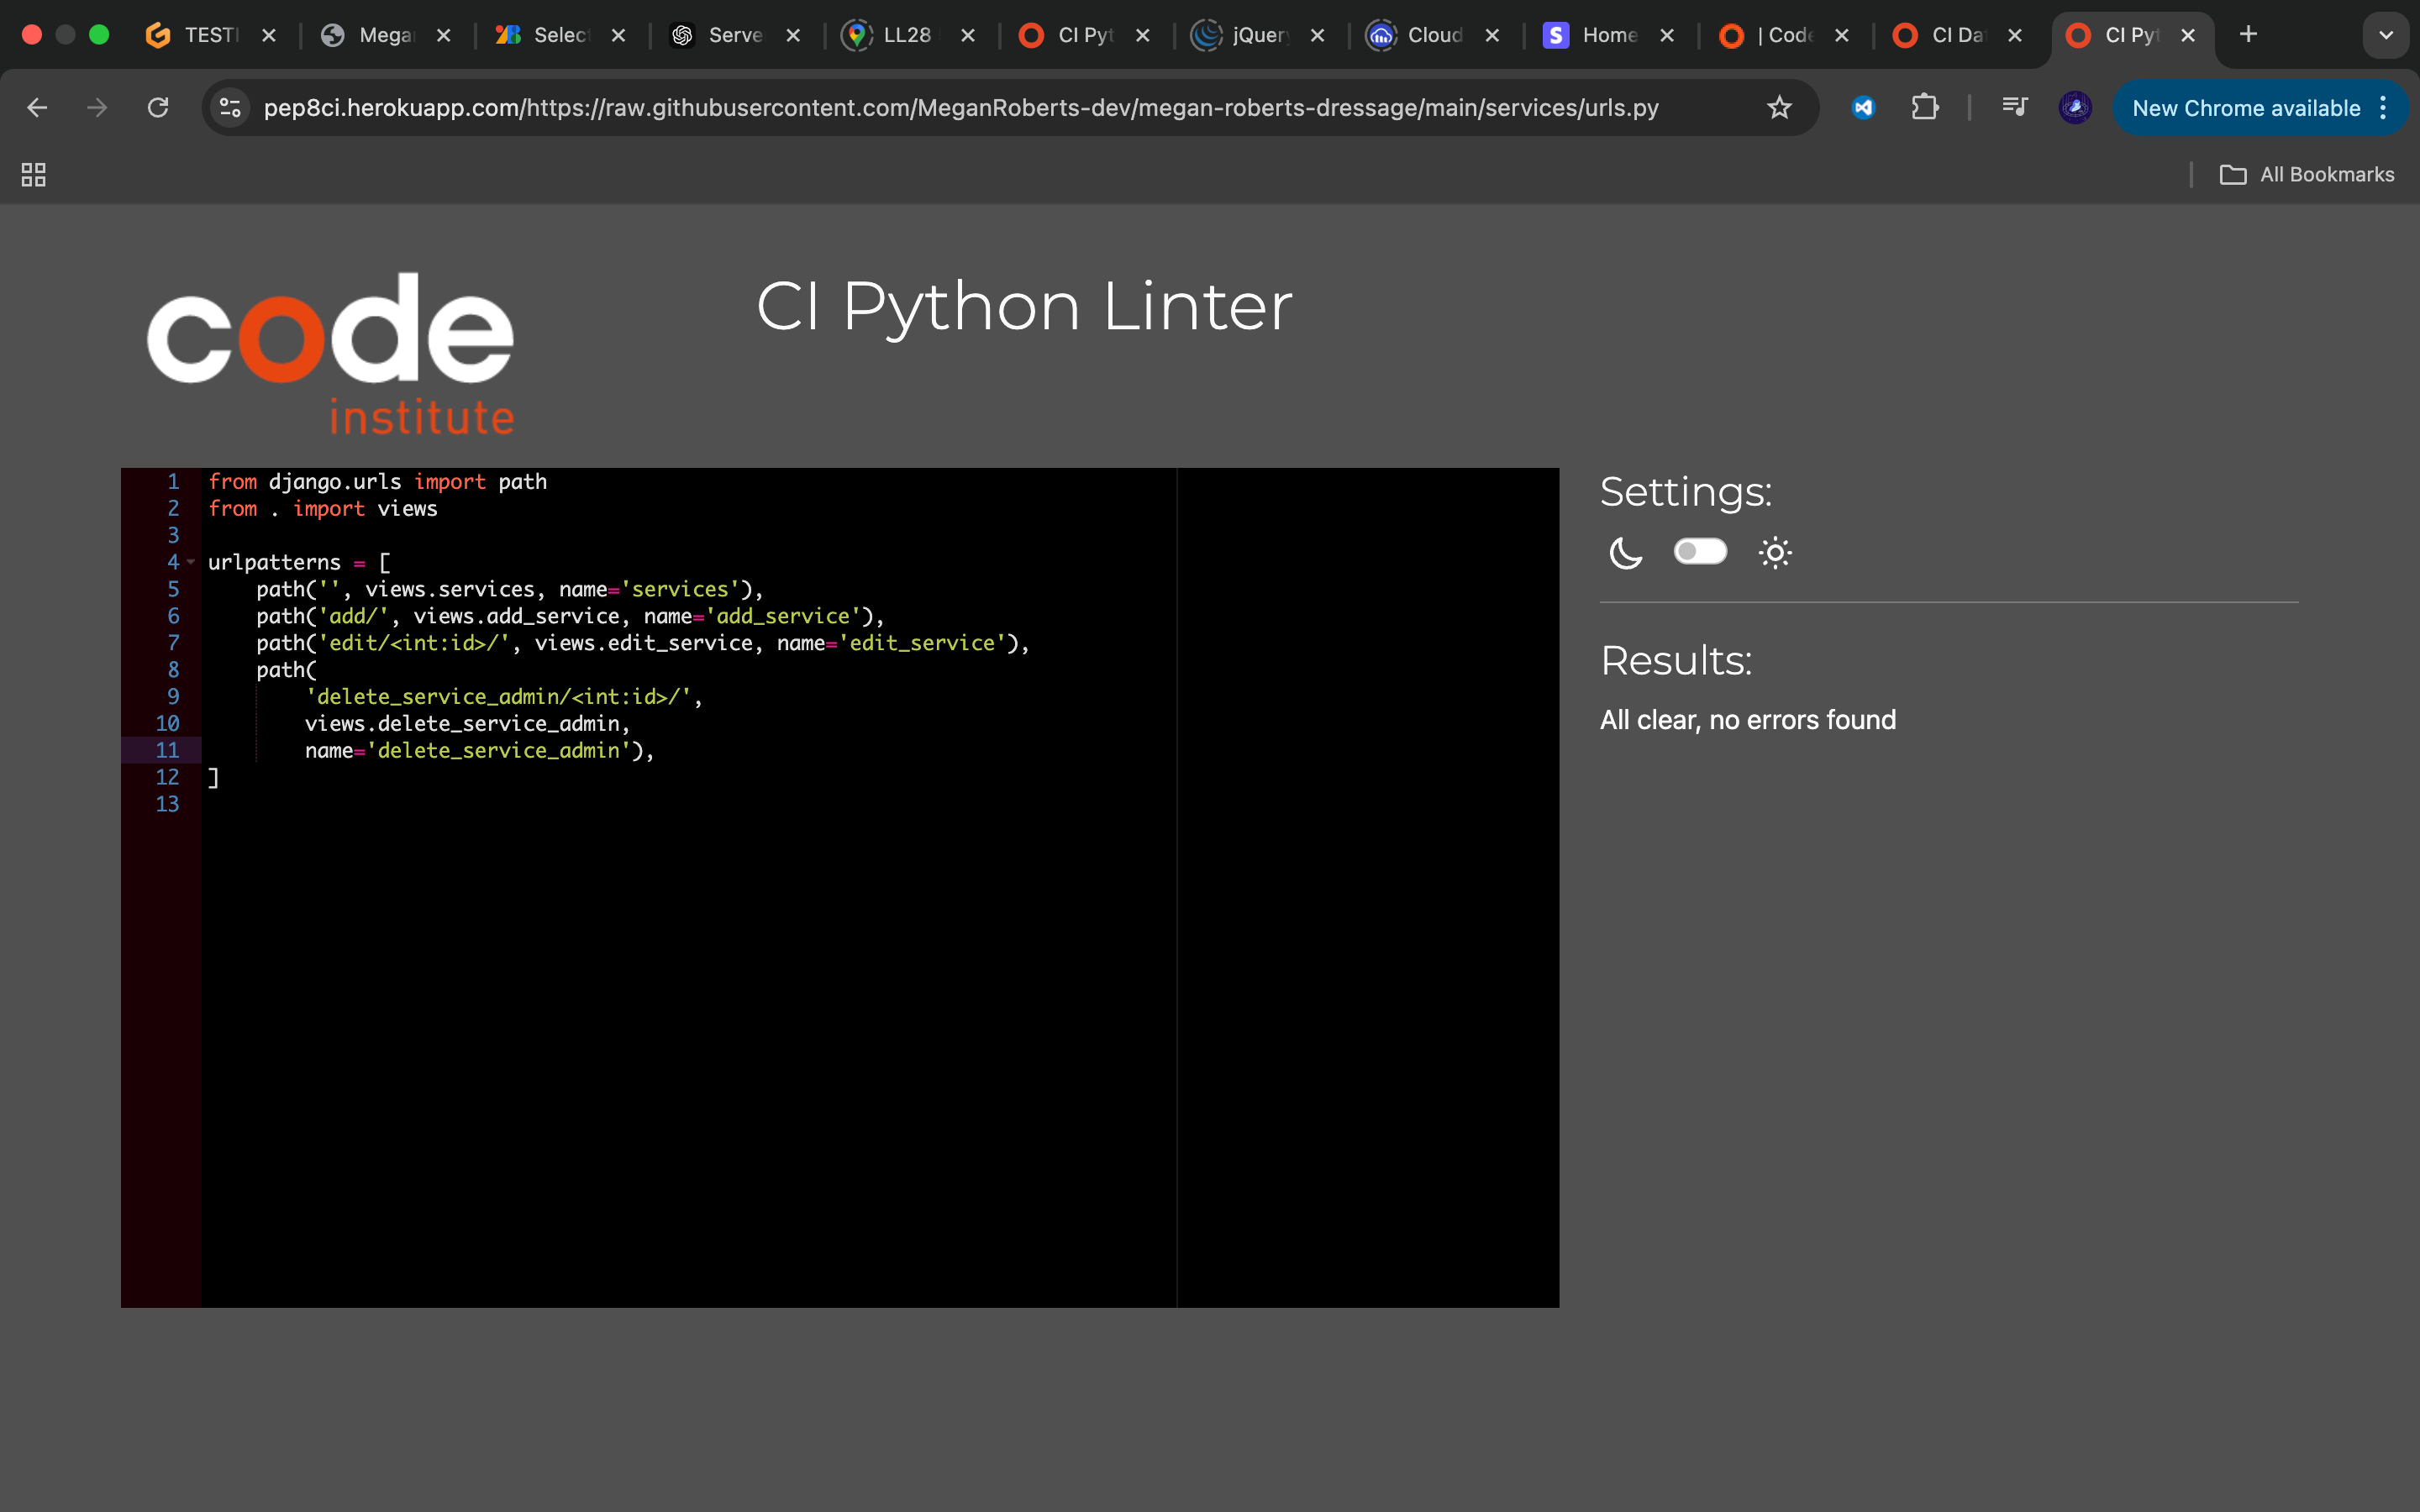 TESTI
Mega
Selec
Serve
LL28
CI Pyt
jQuer
Cloud
Home
| Code
CI Da
CI Pyt
pep8ci.herokuapp.com/https://raw.githubusercontent.com/MeganRoberts-dev/megan-roberts-dressage/main/services/urls.py
New Chrome available
All Bookmarks
code
institute
CI Python Linter
1 from django.urls import path
2 from . import views
3
4 urlpatterns = [
5     path('', views.services, name='services'),
6     path('add/', views.add_service, name='add_service'),
7     path('edit/<int:id>/', views.edit_service, name='edit_service'),
8     path(
9         'delete_service_admin/<int:id>/',
10         views.delete_service_admin,
11         name='delete_service_admin'),
12 ]
13
Settings:
Results:
All clear, no errors found